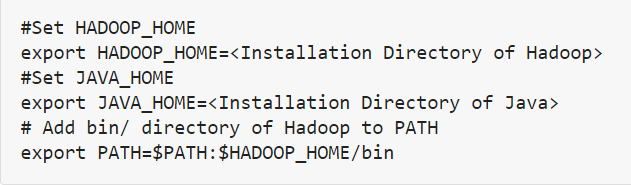 #Set HADOOP_HOME
export HADOOP_HOME=<Installation Directory of Hadoop>
#Set JAVA_HOME
export JAVA_HOME=<Installation Directory of Java>
# Add bin/ directory of Hadoop to PATH
export PATH=$PATH:$HADOOP_HOME/bin